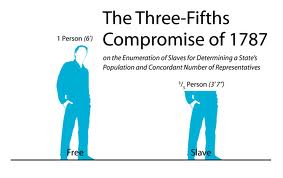 The Three-Fifths
Compromise of 1787
on the Enumeration of Slaves for Determining a State's
Population and Concordant Number of Representatives
1 Person (6')
³/₅ Person (3'7")
Free
Slave